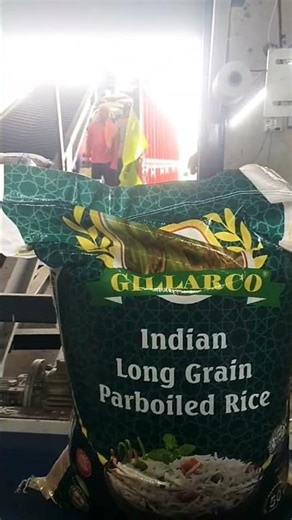 GILLARCO
Indian
Long Grain
Parboiled Rice